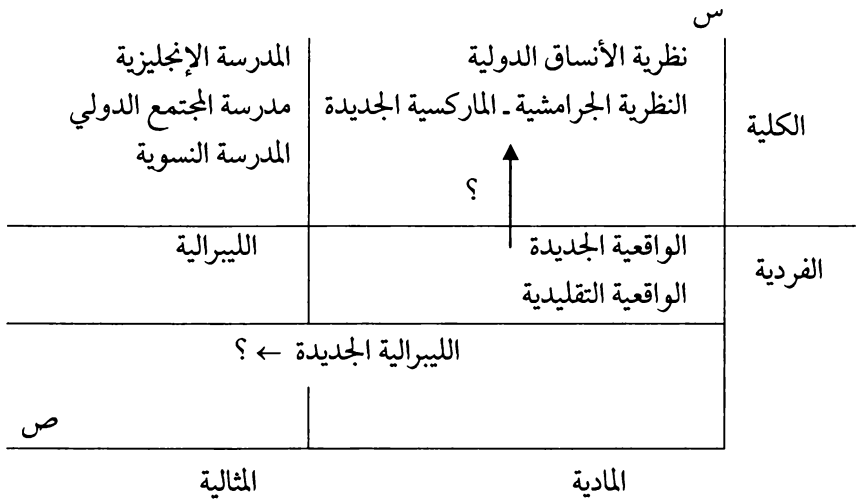 س
نظرية الأنساق الدولية
النظرية الجرامشية ـ الماركسية الجديدة
المدرسة الإنجليزية
مدرسة المجتمع الدولي
المدرسة النسوية
الكلية
؟
الواقعية الجديدة
الواقعية التقليدية
الليبرالية
الفردية
الليبرالية الجديدة ← ؟
ص
المادية
المثالية